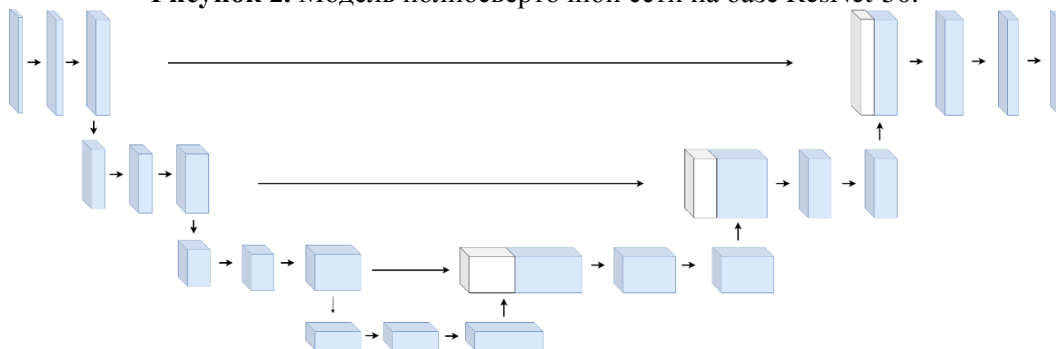 Рисунок 2. Модель полносверточной сети на базе ResNet-50.